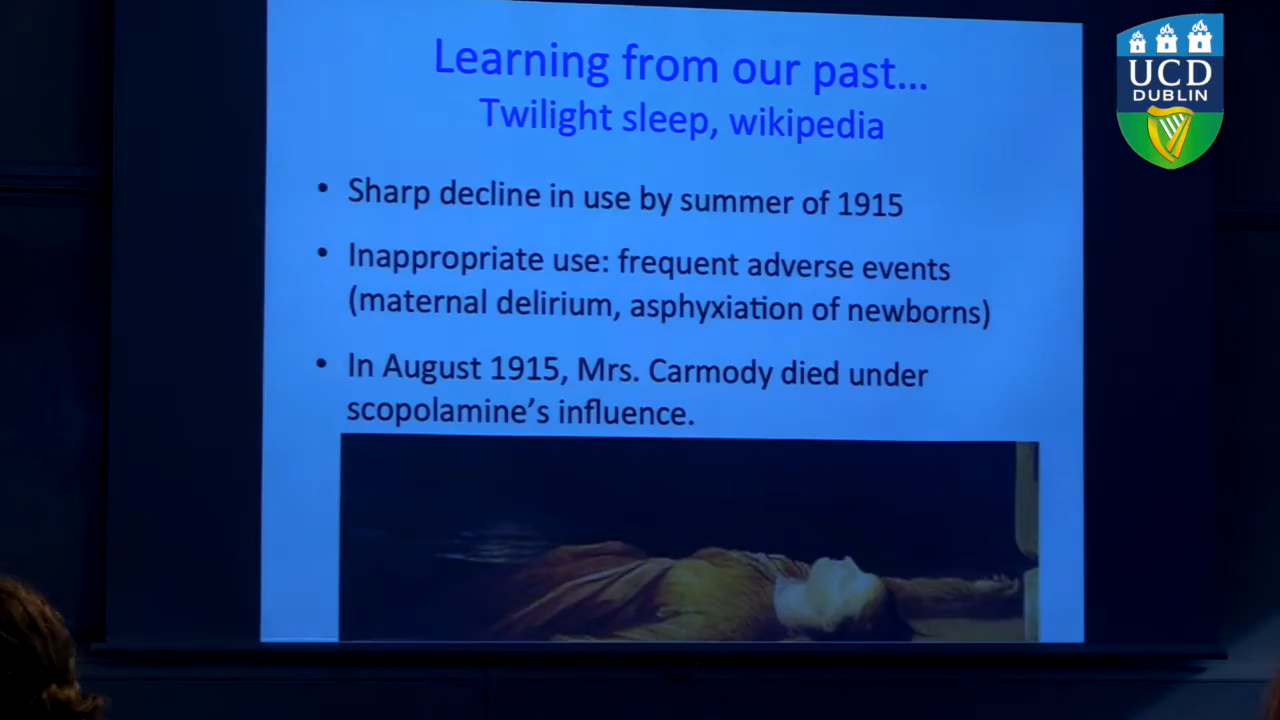 Learning from our past...
Twilight sleep, wikipedia
• Sharp decline in use by summer of 1915
• Inappropriate use: frequent adverse events
(maternal delirium, asphyxiation of newborns)
• In August 1915, Mrs. Carmody died under
scopolamine's influence.
UCD
DUBLIN